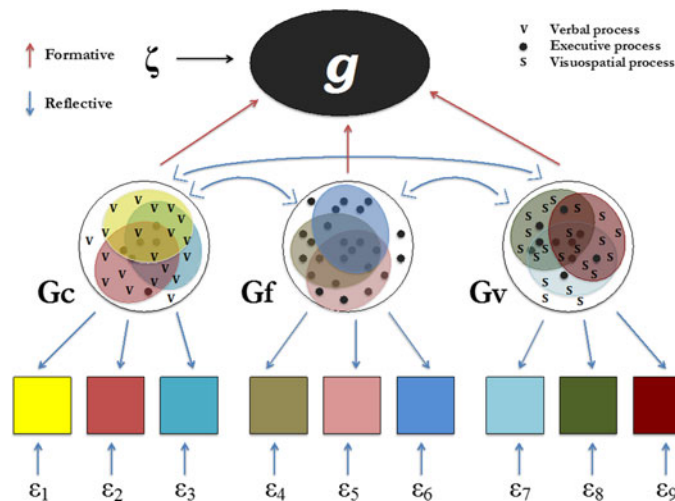 Formative
Reflective
ζ
g
V Verbal process
● Executive process
S Visuospatial process
V V V V V V V V V V V V V V V V V
S S S S S S S S S S S S S S S S
Gc
Gf
Gv
ε1 ε2 ε3 ε4 ε5 ε6 ε7 ε8 ε9